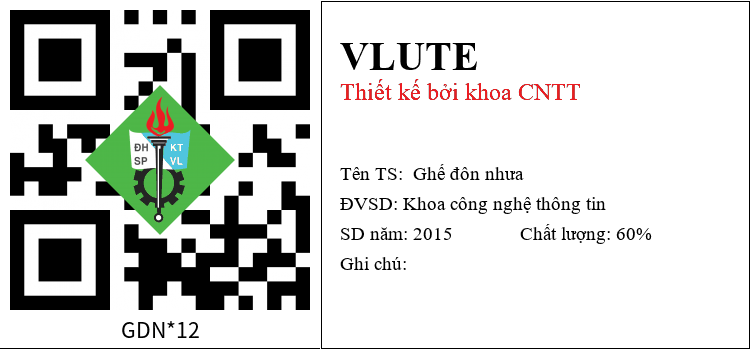 ĐH KT
SP VL
GDN*12
VLUTE
Thiết kế bởi khoa CNTT
Tên TS: Ghế đôn nhưa
ĐVSD: Khoa công nghệ thông tin
SD năm: 2015 Chất lượng: 60%
Ghi chú: